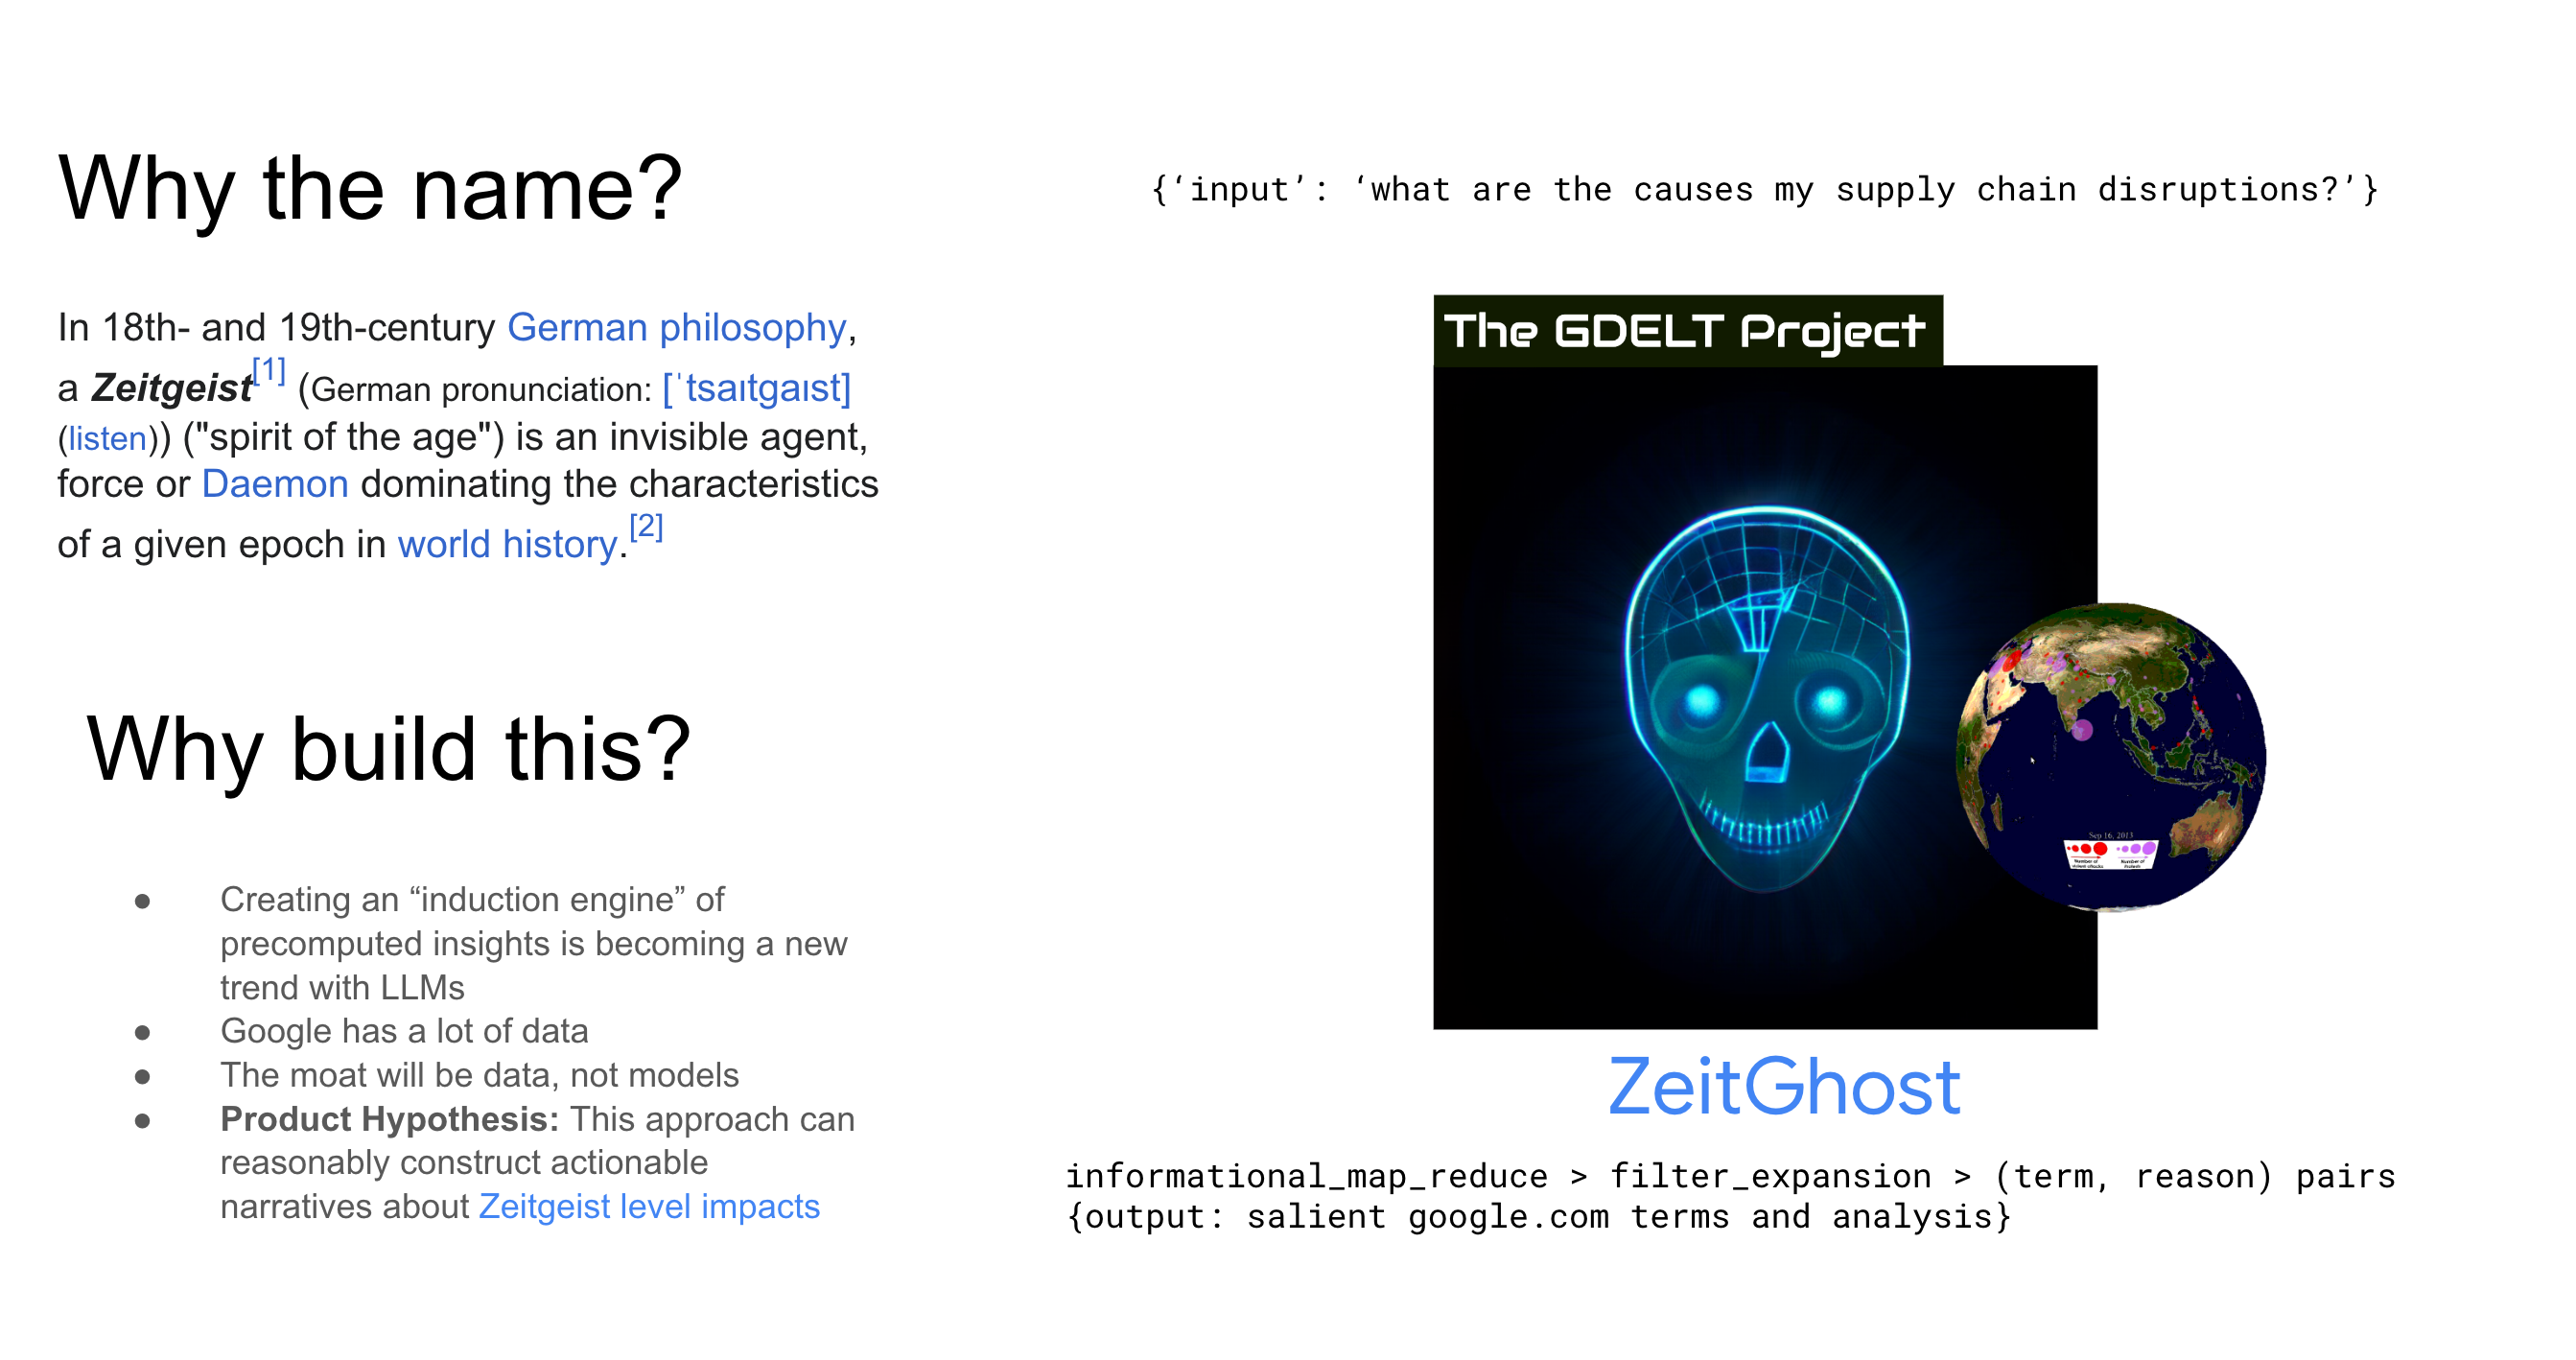 Why the name?
In 18th- and 19th-century German philosophy,
a Zeitgeist[1] (German pronunciation: [ˈtsaɪtɡaɪst]
(listen)) ("spirit of the age") is an invisible agent,
force or Daemon dominating the characteristics
of a given epoch in world history.[2]
Why build this?
● Creating an “induction engine” of
precomputed insights is becoming a new
trend with LLMs
● Google has a lot of data
● The moat will be data, not models
● Product Hypothesis: This approach can
reasonably construct actionable
narratives about Zeitgeist level impacts
{‘input’: ‘what are the causes my supply chain disruptions?’}
The GDELT Project
Sep 16, 2013
Number of
Number of
ZeitGhost
informational_map_reduce > filter_expansion > (term, reason) pairs
{output: salient google.com terms and analysis}